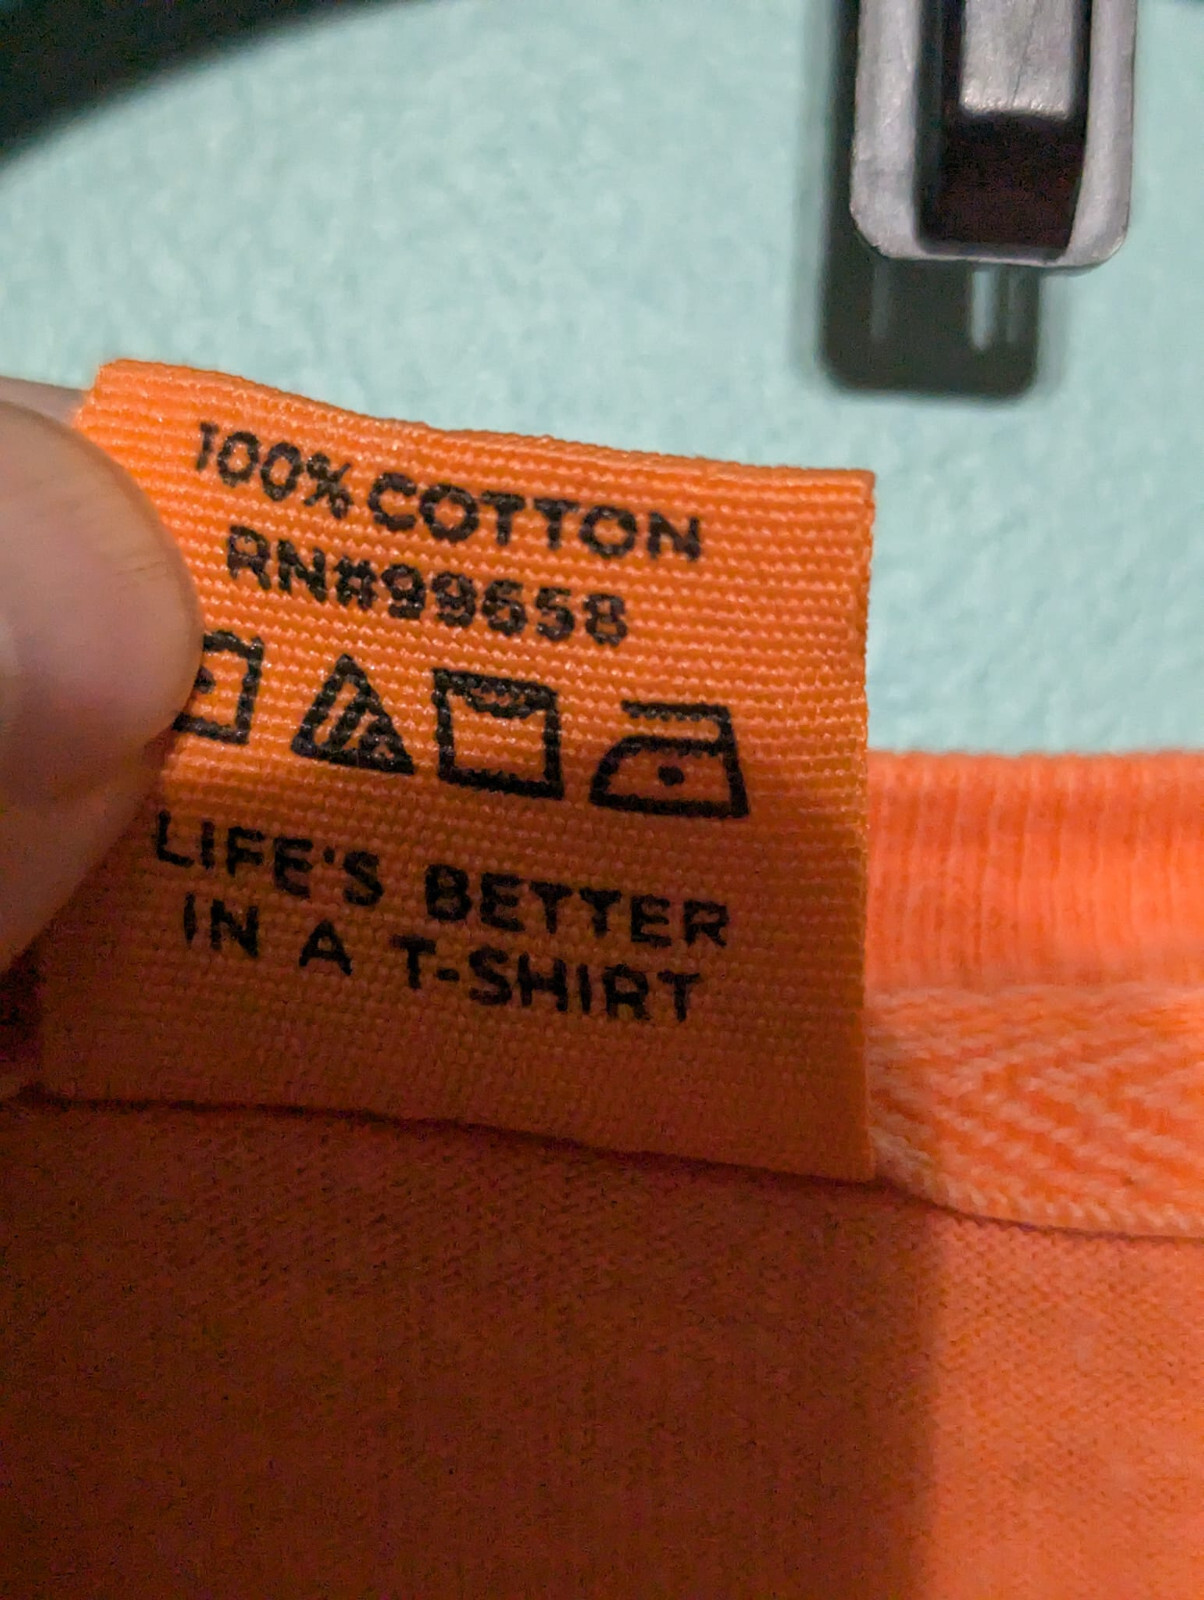 100% COTTON
RN#99658
LIFE'S BETTER
IN A T-SHIRT